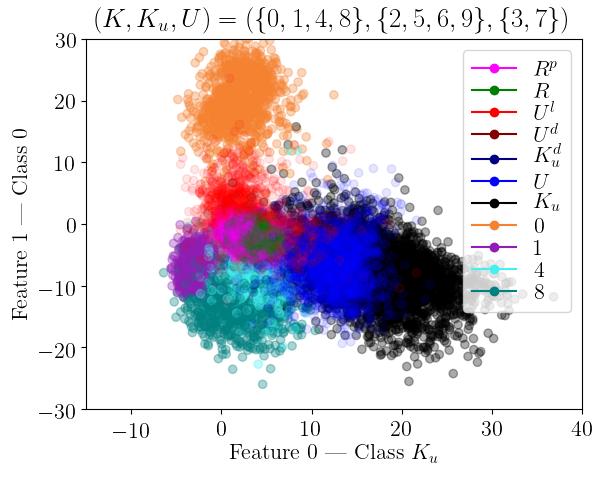 (K, K_u, U) = ({0, 1, 4, 8}, {2, 5, 6, 9}, {3, 7})
30
20
10
0
−10
−20
−30
Feature 1 — Class 0
R^p
R
U^l
U^d
K_u^d
U
K_u
0
1
4
8
−10
0
10
20
30
40
Feature 0 — Class K_u